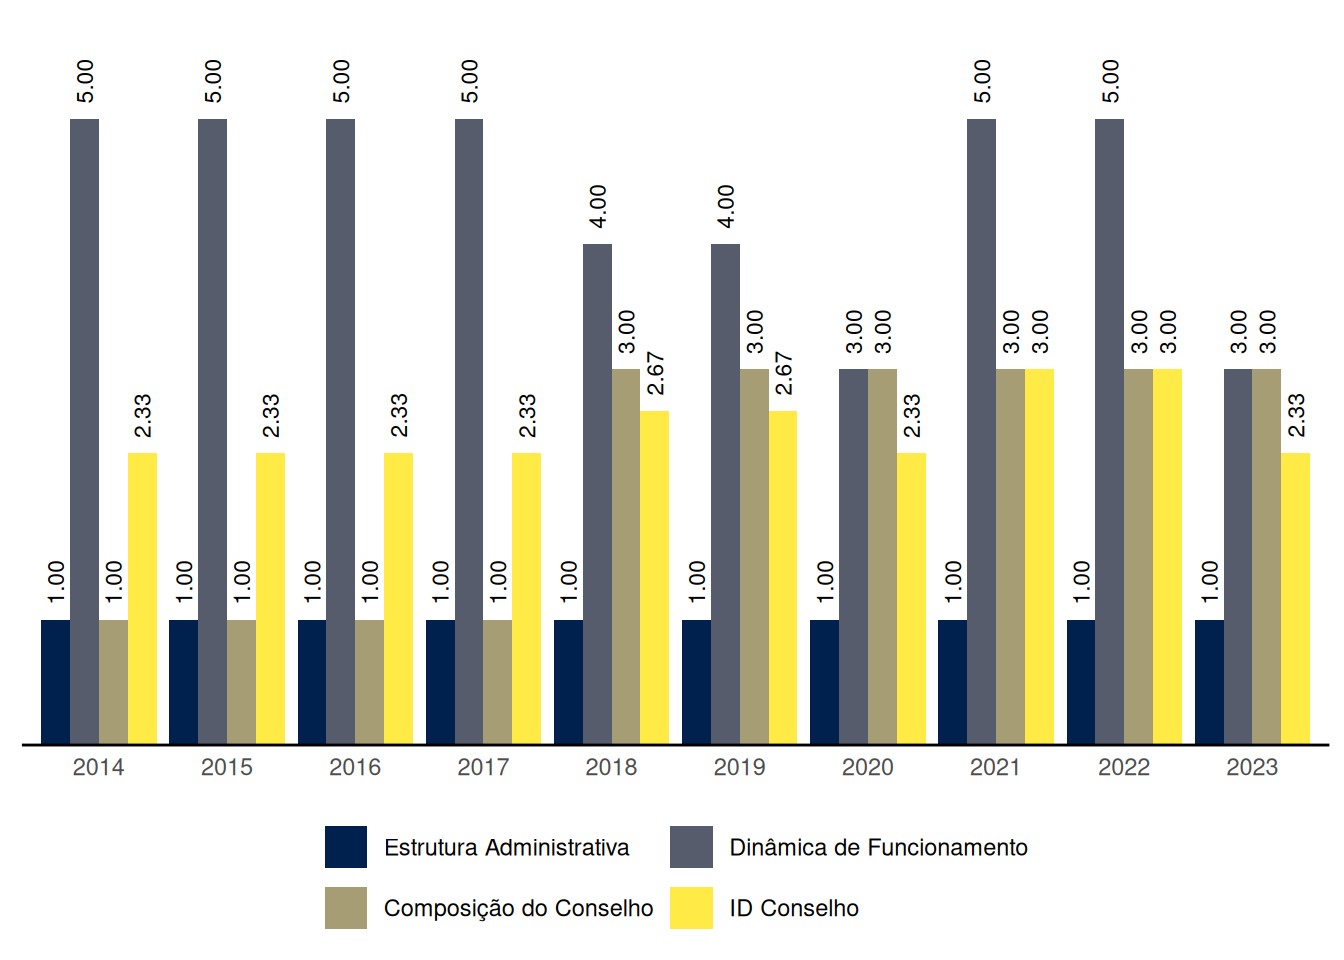 5.00 5.00 5.00 5.00 5.00 5.00
4.00 4.00
3.00 3.00 3.00 3.00 3.00 3.00 3.00 3.00 3.00 3.00
2.67 2.67
2.33 2.33 2.33 2.33 2.33 2.33
1.00 1.00 1.00 1.00 1.00 1.00 1.00 1.00 1.00 1.00 1.00 1.00 1.00 1.00
2014 2015 2016 2017 2018 2019 2020 2021 2022 2023
Estrutura Administrativa Dinâmica de Funcionamento
Composição do Conselho ID Conselho